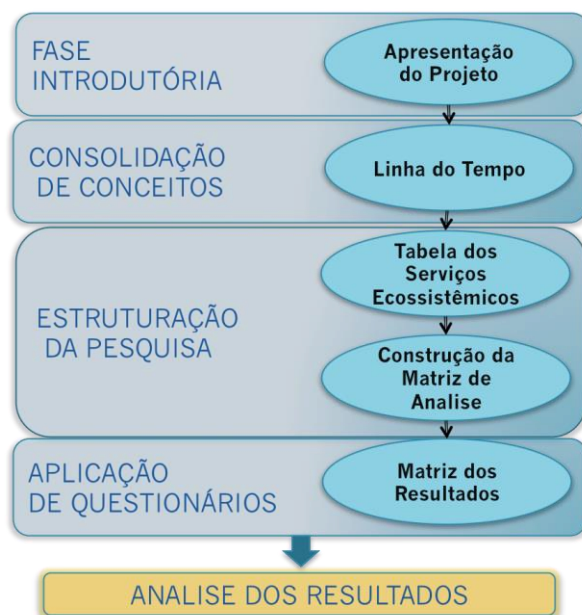 FASE
INTRODUTÓRIA
Apresentação
do Projeto
CONSOLIDAÇÃO
DE CONCEITOS
Linha do Tempo
ESTRUTURAÇÃO
DA PESQUISA
Tabela dos
Serviços
Ecossistêmicos
Construção da
Matriz de
Analise
APLICAÇÃO
DE QUESTIONÁRIOS
Matriz dos
Resultados
ANALISE DOS RESULTADOS